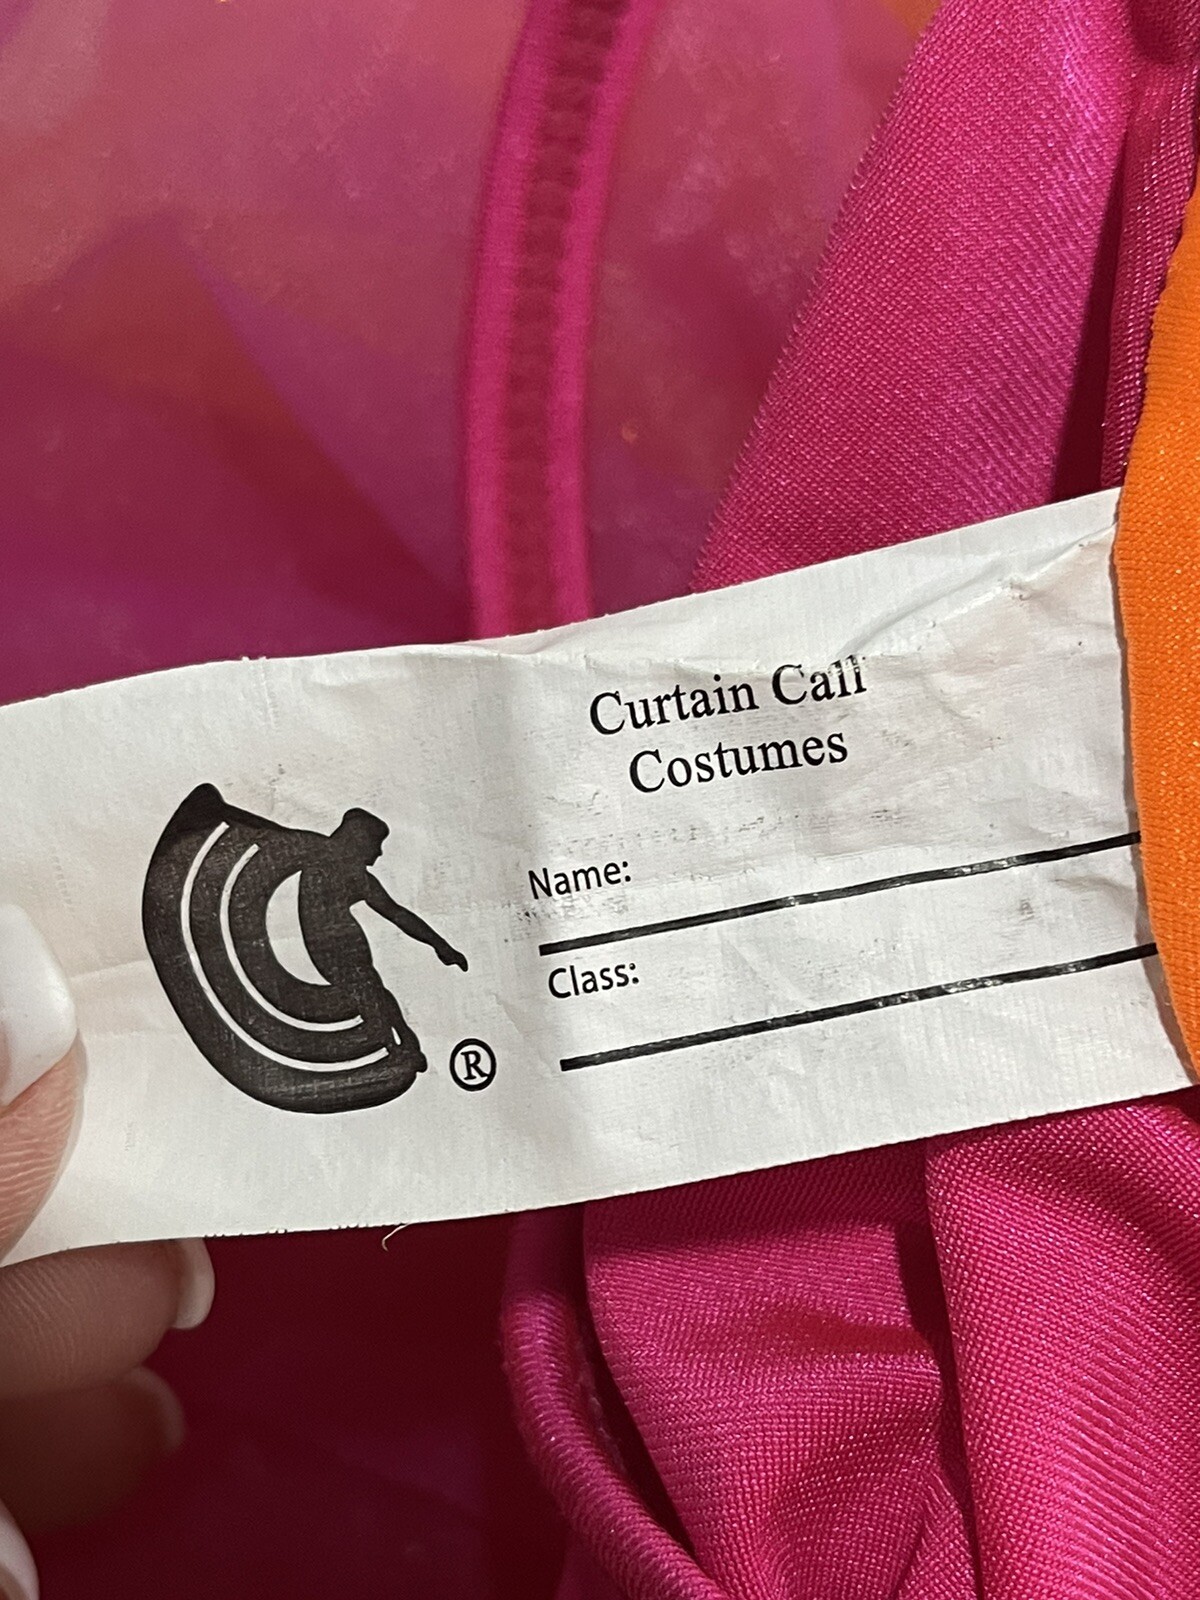 Curtain Call
Costumes
Name:
Class:
®